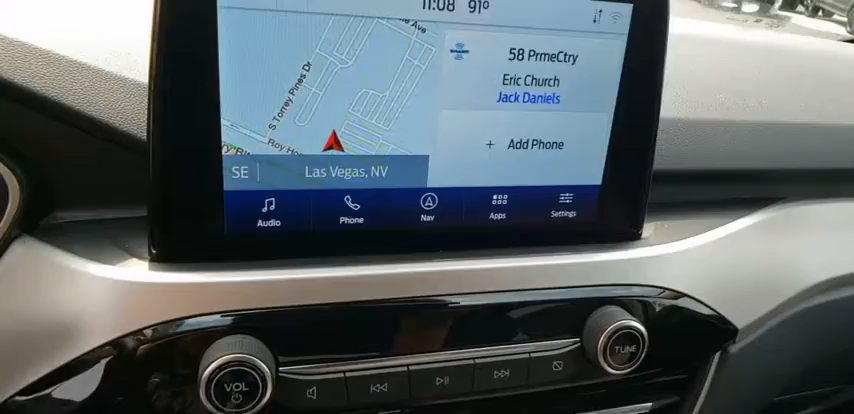 11:08 91°
Ave
S Torrey Pines Dr
58 PrmeCtry
Eric Church
Jack Daniels
+ Add Phone
SE
Las Vegas, NV
Audio
Phone
Nav
Apps
Settings
VOL
TUNE